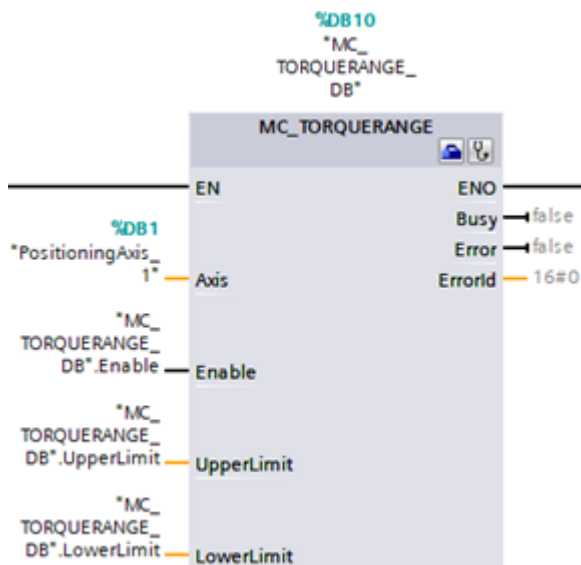 %DB10
"MC_
TORQUERANGE_
DB"
MC_TORQUERANGE
EN
ENO
Busy
false
%DB1
Error
false
"PositioningAxis_
1"
Axis
ErrorId
16#0
"MC_
TORQUERANGE_
DB".Enable
Enable
"MC_
TORQUERANGE_
DB".UpperLimit
UpperLimit
"MC_
TORQUERANGE_
DB".LowerLimit
LowerLimit